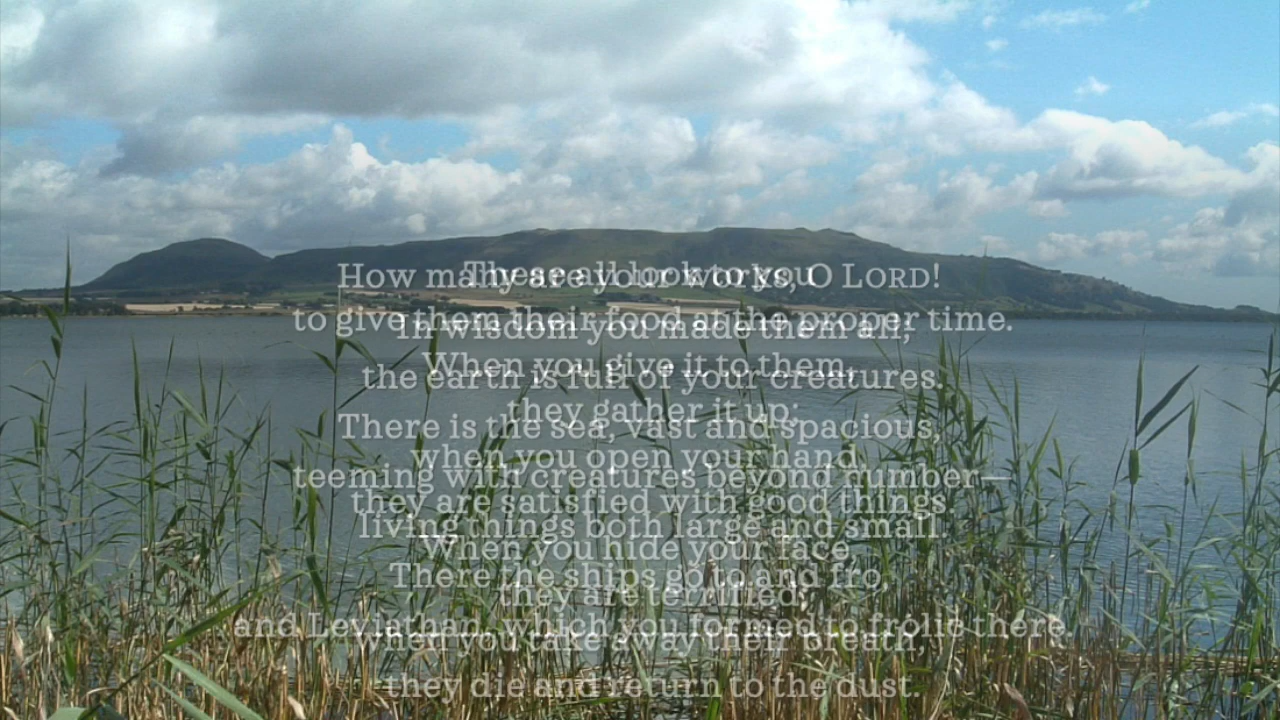 How many are your works, O LORD!
In wisdom you made them all;
the earth is full of your creatures.
There is the sea, vast and spacious,
teeming with creatures beyond number—
living things both large and small.
There the ships go to and fro,
and Leviathan, which you formed to frolic there.
These all look to you
to give them their food at the proper time.
When you give it to them,
they gather it up;
when you open your hand,
they are satisfied with good things.
When you hide your face,
they are terrified;
when you take away their breath,
they die and return to the dust.